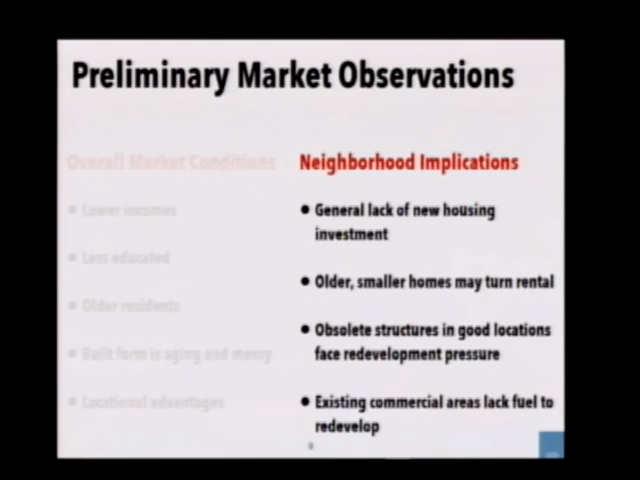 Preliminary Market Observations
Overall Market Conditions
Lower incomes
Less educated
Older residents
Built form is aging and messy
Locational advantages
Neighborhood Implications
General lack of new housing
investment
Older, smaller homes may turn rental
Obsolete structures in good locations
face redevelopment pressure
Existing commercial areas lack fuel to
redevelop